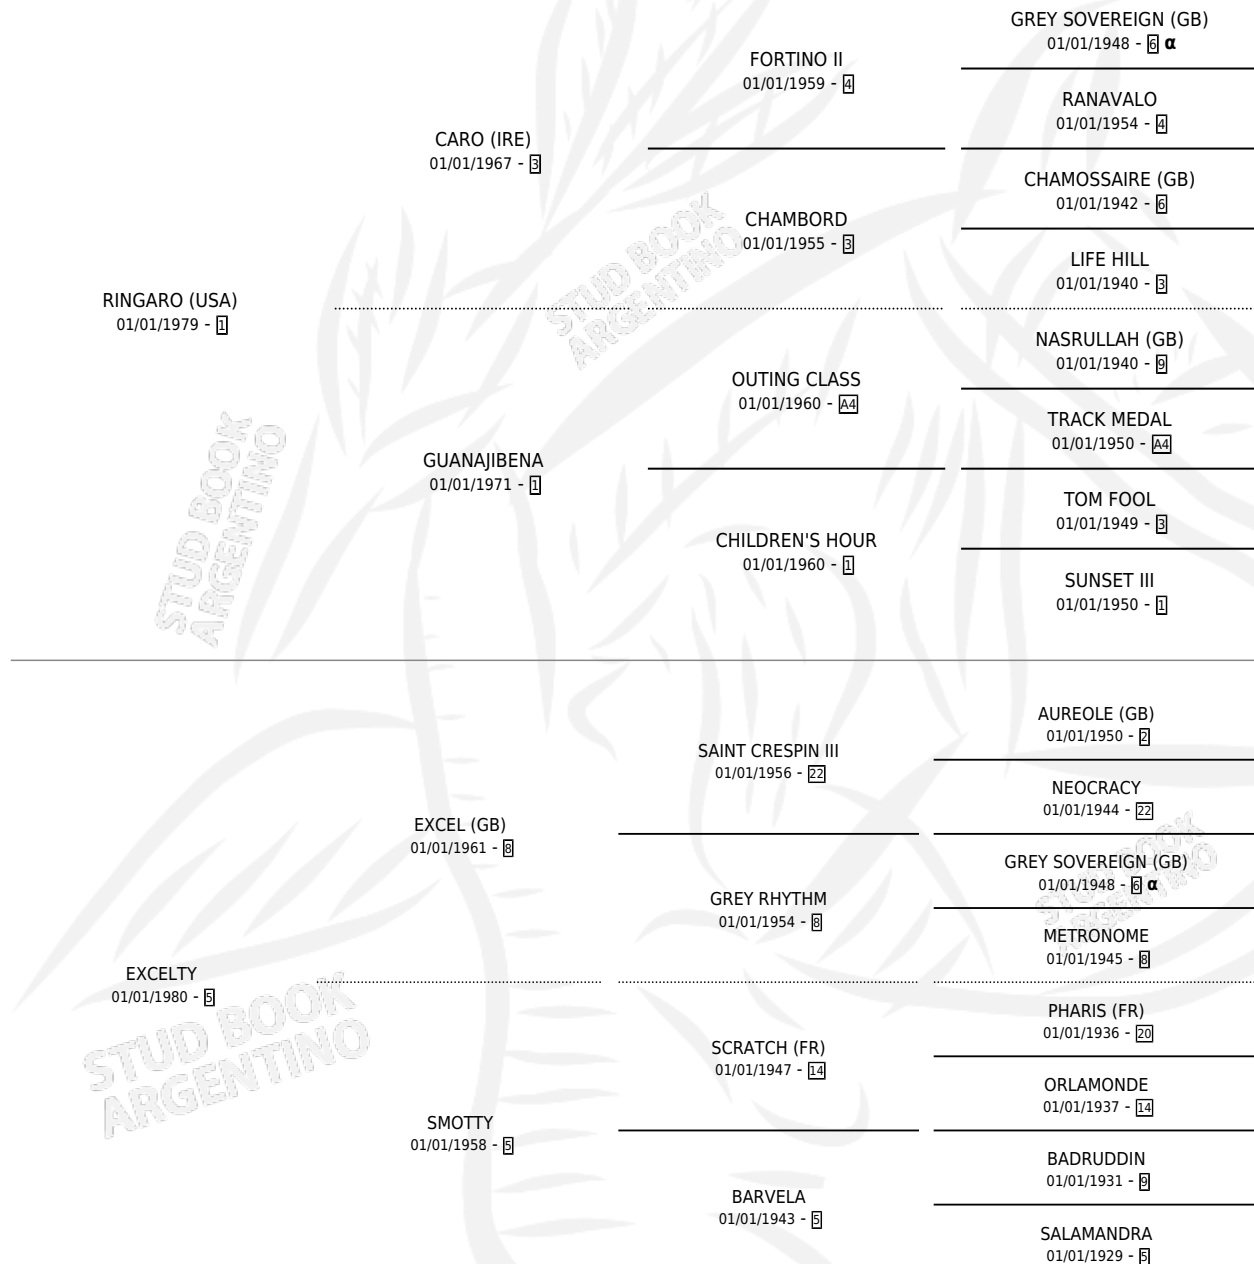 GREY SOVEREIGN (GB)
01/01/1948 - 6 α
FORTINO II
01/01/1959 - 4
RANAVALO
01/01/1954 - 4
CARO (IRE)
01/01/1967 - 3
CHAMOSSAIRE (GB)
01/01/1942 - 6
CHAMBORD
01/01/1955 - 3
LIFE HILL
01/01/1940 - 3
RINGARO (USA)
01/01/1979 - 1
STUD BOOK
ARGENTINO
NASRULLAH (GB)
01/01/1940 - 9
OUTING CLASS
01/01/1960 - A4
TRACK MEDAL
01/01/1950 - A4
GUANAJIBENA
01/01/1971 - 1
TOM FOOL
01/01/1949 - 3
CHILDREN'S HOUR
01/01/1960 - 1
SUNSET III
01/01/1950 - 1
STUD BOOK
ARGENTINO
AUREOLE (GB)
01/01/1950 - 2
SAINT CRESPIN III
01/01/1956 - 22
NEOCRACY
01/01/1944 - 22
EXCEL (GB)
01/01/1961 - 8
GREY SOVEREIGN (GB)
01/01/1948 - 6 α
GREY RHYTHM
01/01/1954 - 8
STUD BOOK
ARGENTINO
METRONOME
01/01/1945 - 8
EXCELTY
01/01/1980 - 5
PHARIS (FR)
01/01/1936 - 20
SCRATCH (FR)
01/01/1947 - 14
ORLAMONDE
01/01/1937 - 14
STUD BOOK
ARGENTINO
SMOTTY
01/01/1958 - 5
BADRUDDIN
01/01/1931 - 9
BARVELA
01/01/1943 - 5
SALAMANDRA
01/01/1929 - 5